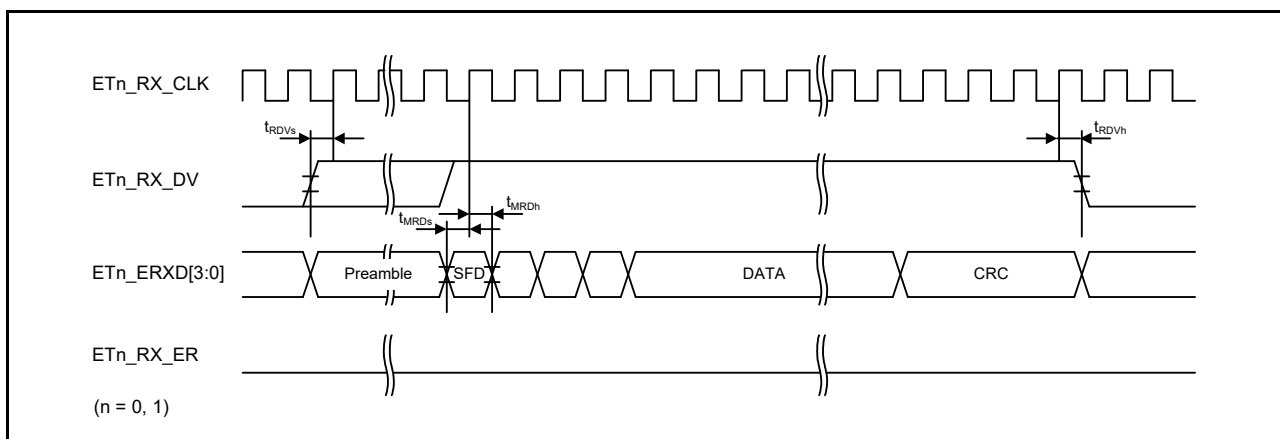 ETn_RX_CLK
tRDVs
tRDVh
ETn_RX_DV
tMRDs
tMRDh
ETn_ERXD[3:0]
Preamble
SFD
DATA
CRC
ETn_RX_ER
(n = 0, 1)